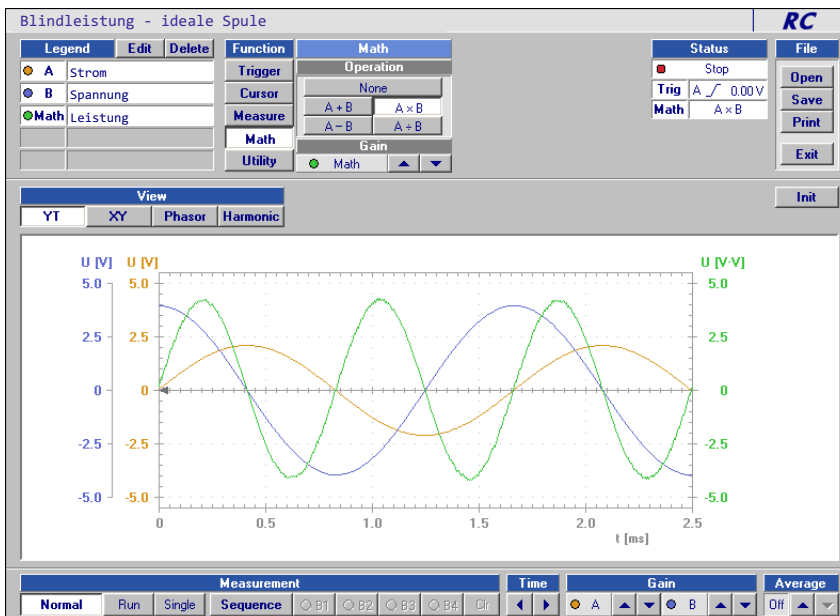 Blindleistung - ideale Spule RC
Legend Edit Delete Function Math Status File
A Strom Trigger Operation Stop Open
B Spannung Cursor None Trig A 0.00 V Save
Math Leistung Measure A + B A × B Math A × B Print
Math A − B A ÷ B
Utility Gain Exit
Math
View Init
YT XY Phasor Harmonic
U [V] U [V] U [V·V]
5.0 5.0 5.0
2.5 2.5 2.5
0 0 0
-2.5 -2.5 -2.5
-5.0 -5.0 -5.0
0 0.5 1.0 1.5 2.0 2.5
t [ms]
Measurement Time Gain Average
Normal Run Single Sequence B1 B2 B3 B4 Clr A B Off